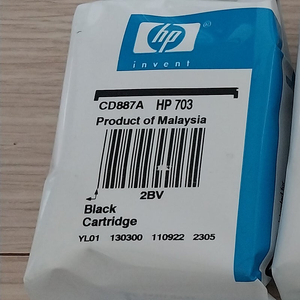 hp
invent
CD887A HP 703
Product of Malaysia
2BV
Black
Cartridge
YL01 130300 110922 2305